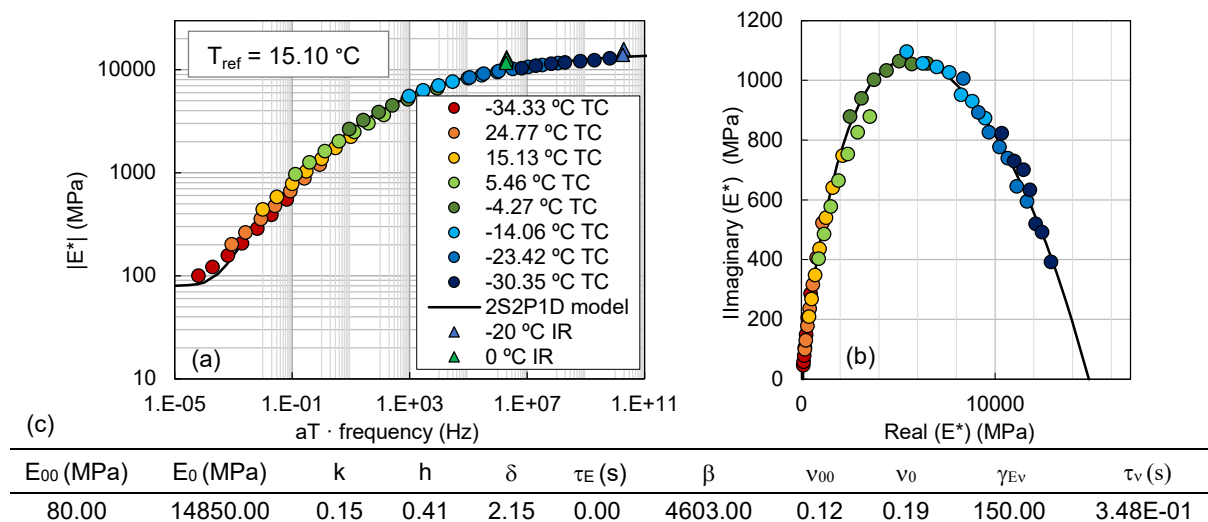 T_ref = 15.10 °C
|E*| (MPa)
10000
1000
100
10
1.E-05
1.E-01
1.E+03
1.E+07
1.E+11
aT · frequency (Hz)
-34.33 ºC TC
24.77 ºC TC
15.13 ºC TC
5.46 ºC TC
-4.27 ºC TC
-14.06 ºC TC
-23.42 ºC TC
-30.35 ºC TC
2S2P1D model
-20 ºC IR
0 ºC IR
(a)
IImaginary (E*) (MPa)
1200
1000
800
600
400
200
0
0
10000
Real (E*) (MPa)
(b)
(c)
E00 (MPa) E0 (MPa) k h δ τE (s) β ν00 ν0 γEν τν (s)
80.00 14850.00 0.15 0.41 2.15 0.00 4603.00 0.12 0.19 150.00 3.48E-01